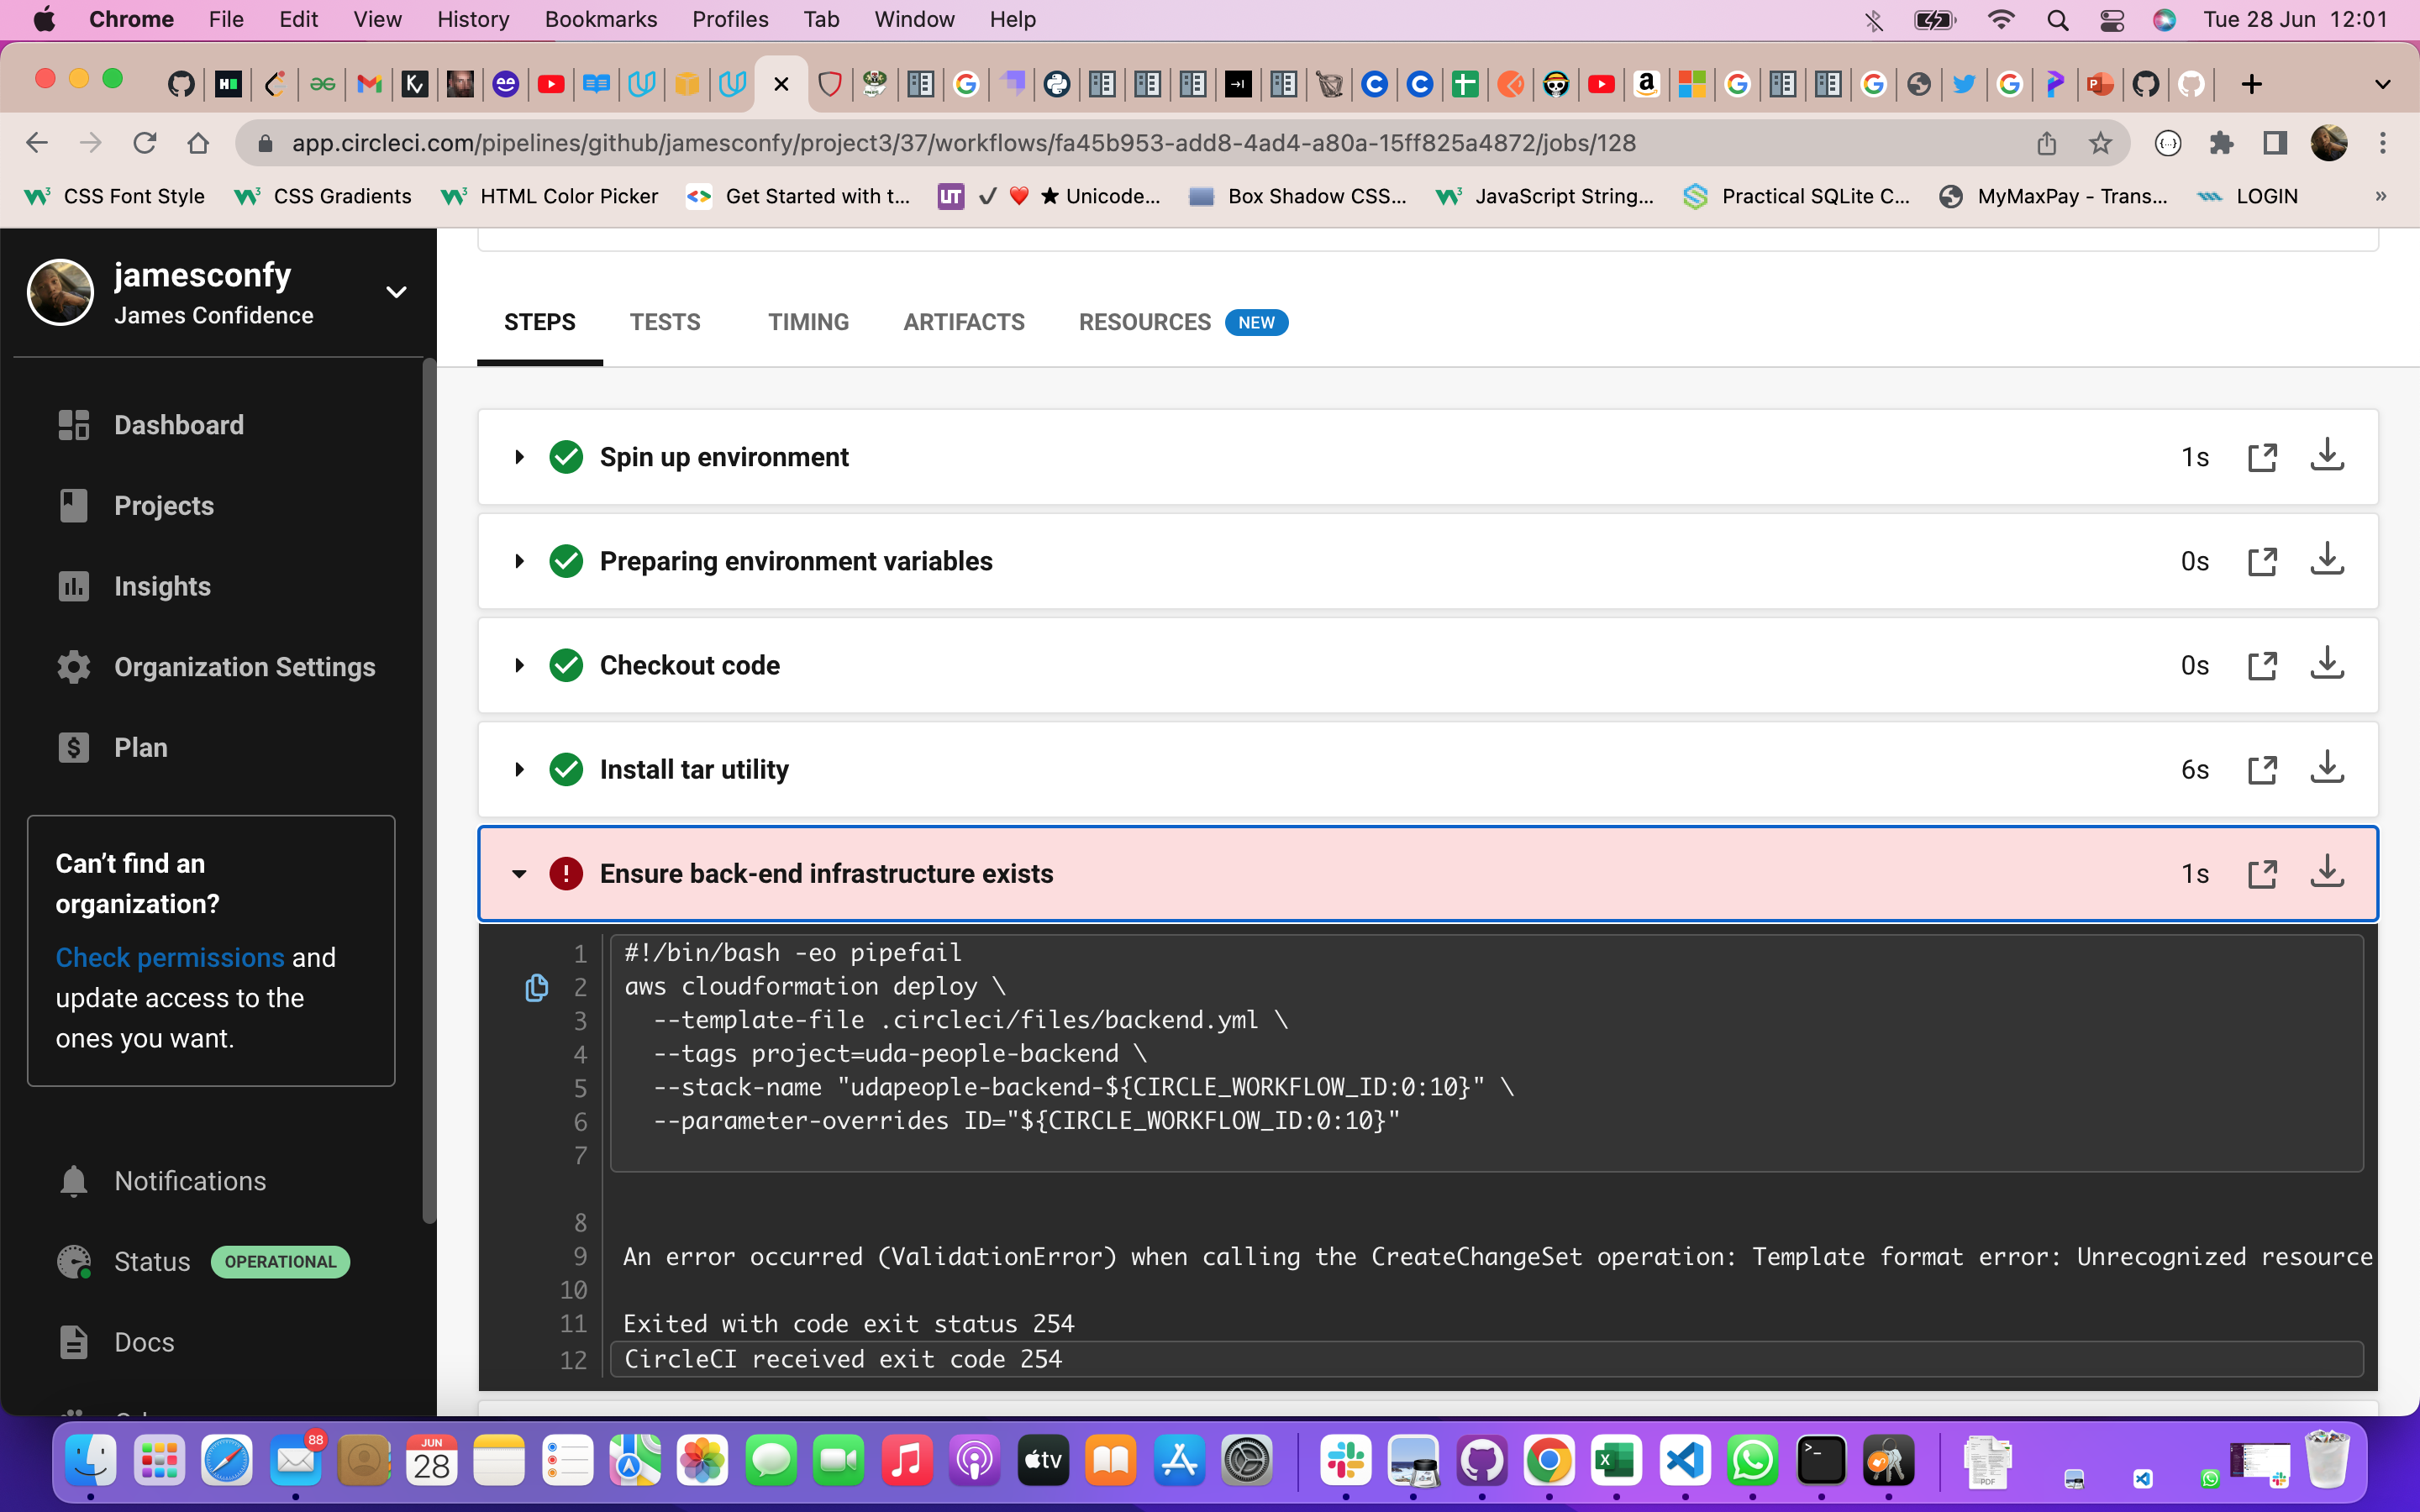 Chrome File Edit View History Bookmarks Profiles Tab Window Help Tue 28 Jun 12:01
app.circleci.com/pipelines/github/jamesconfy/project3/37/workflows/fa45b953-add8-4ad4-a80a-15ff825a4872/jobs/128
CSS Font Style CSS Gradients HTML Color Picker Get Started with t... UT ✓ ❤️ ★ Unicode... Box Shadow CSS... JavaScript String... Practical SQLite C... MyMaxPay - Trans... LOGIN »
jamesconfy
James Confidence
Dashboard
Projects
Insights
Organization Settings
Plan
Can’t find an
organization?
Check permissions and
update access to the
ones you want.
Notifications
Status OPERATIONAL
Docs
STEPS TESTS TIMING ARTIFACTS RESOURCES NEW
Spin up environment 1s
Preparing environment variables 0s
Checkout code 0s
Install tar utility 6s
Ensure back-end infrastructure exists 1s
1 #!/bin/bash -eo pipefail
2 aws cloudformation deploy \
3 --template-file .circleci/files/backend.yml \
4 --tags project=uda-people-backend \
5 --stack-name "udapeople-backend-${CIRCLE_WORKFLOW_ID:0:10}" \
6 --parameter-overrides ID="${CIRCLE_WORKFLOW_ID:0:10}"
7
8
9 An error occurred (ValidationError) when calling the CreateChangeSet operation: Template format error: Unrecognized resource
10
11 Exited with code exit status 254
12 CircleCI received exit code 254
88
JUN
28
tv
PDF